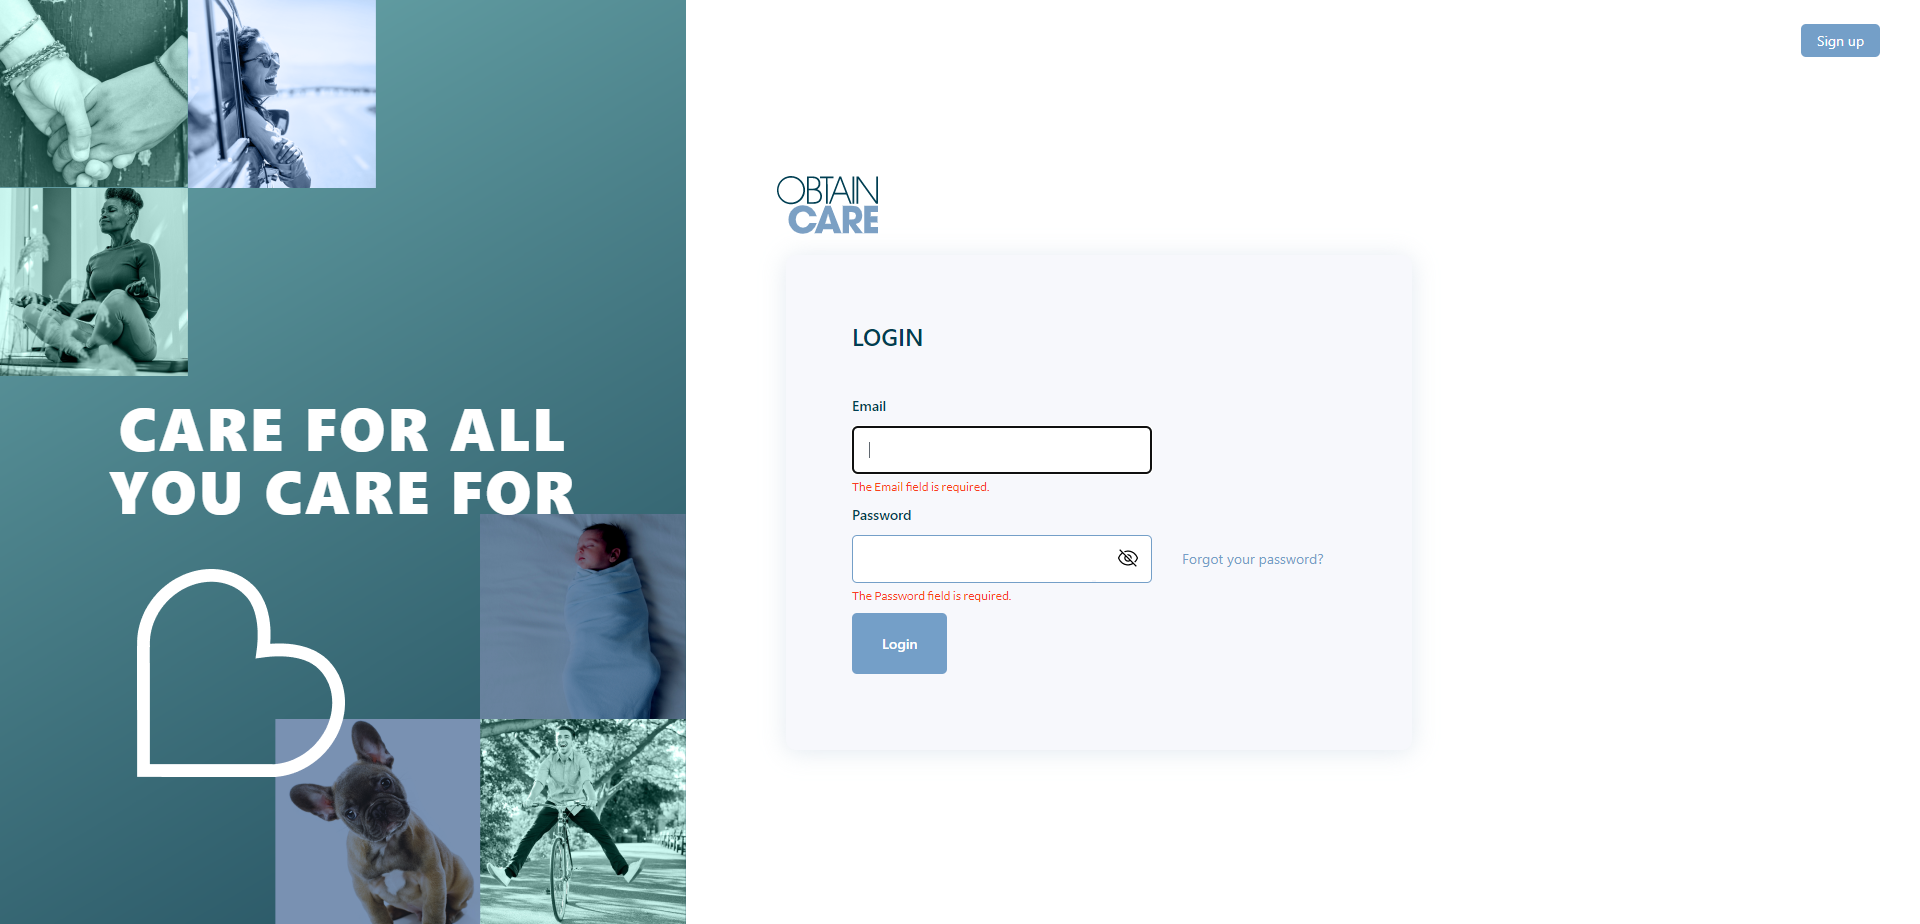 CARE FOR ALL
YOU CARE FOR
Sign up
OBTAIN
CARE
LOGIN
Email
The Email field is required.
Password
Forgot your password?
The Password field is required.
Login